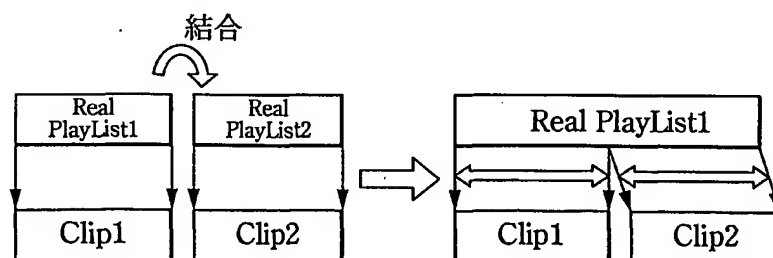 結合
Real
PlayList1
Real
PlayList2
Real PlayList1
Clip1
Clip2
Clip1
Clip2